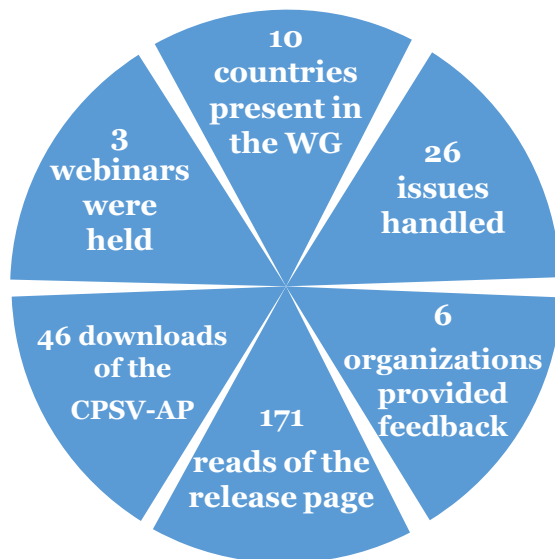 10
countries
present in
the WG
26
issues
handled
6
organizations
provided
feedback
171
reads of the
release page
46 downloads
of the
CPSV-AP
3
webinars
were
held